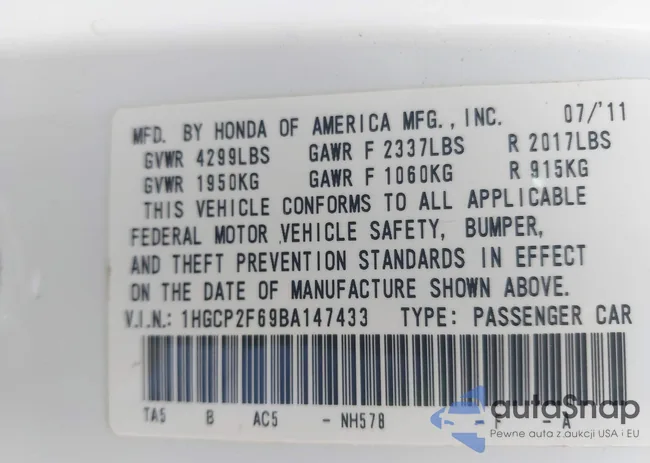 MFD. BY HONDA OF AMERICA MFG., INC. 07/'11
GVWR 4299LBS GAWR F 2337LBS R 2017LBS
GVWR 1950KG GAWR F 1060KG R 915KG
THIS VEHICLE CONFORMS TO ALL APPLICABLE
FEDERAL MOTOR VEHICLE SAFETY, BUMPER,
AND THEFT PREVENTION STANDARDS IN EFFECT
ON THE DATE OF MANUFACTURE SHOWN ABOVE.
V.I.N.: 1HGCP2F69BA147433 TYPE: PASSENGER CAR
TA5 B AC5 - NH578 - F - A
autaSnap
Pewne auta z aukcji USA i EU